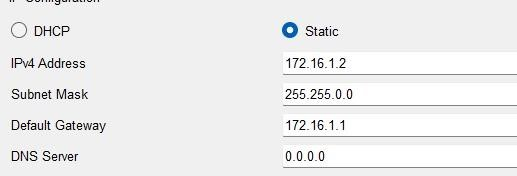 DHCP Static
IPv4 Address 172.16.1.2
Subnet Mask 255.255.0.0
Default Gateway 172.16.1.1
DNS Server 0.0.0.0